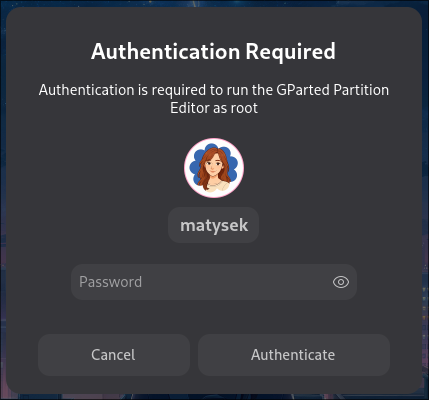 Authentication Required
Authentication is required to run the GParted Partition
Editor as root
matysek
Password
Cancel
Authenticate